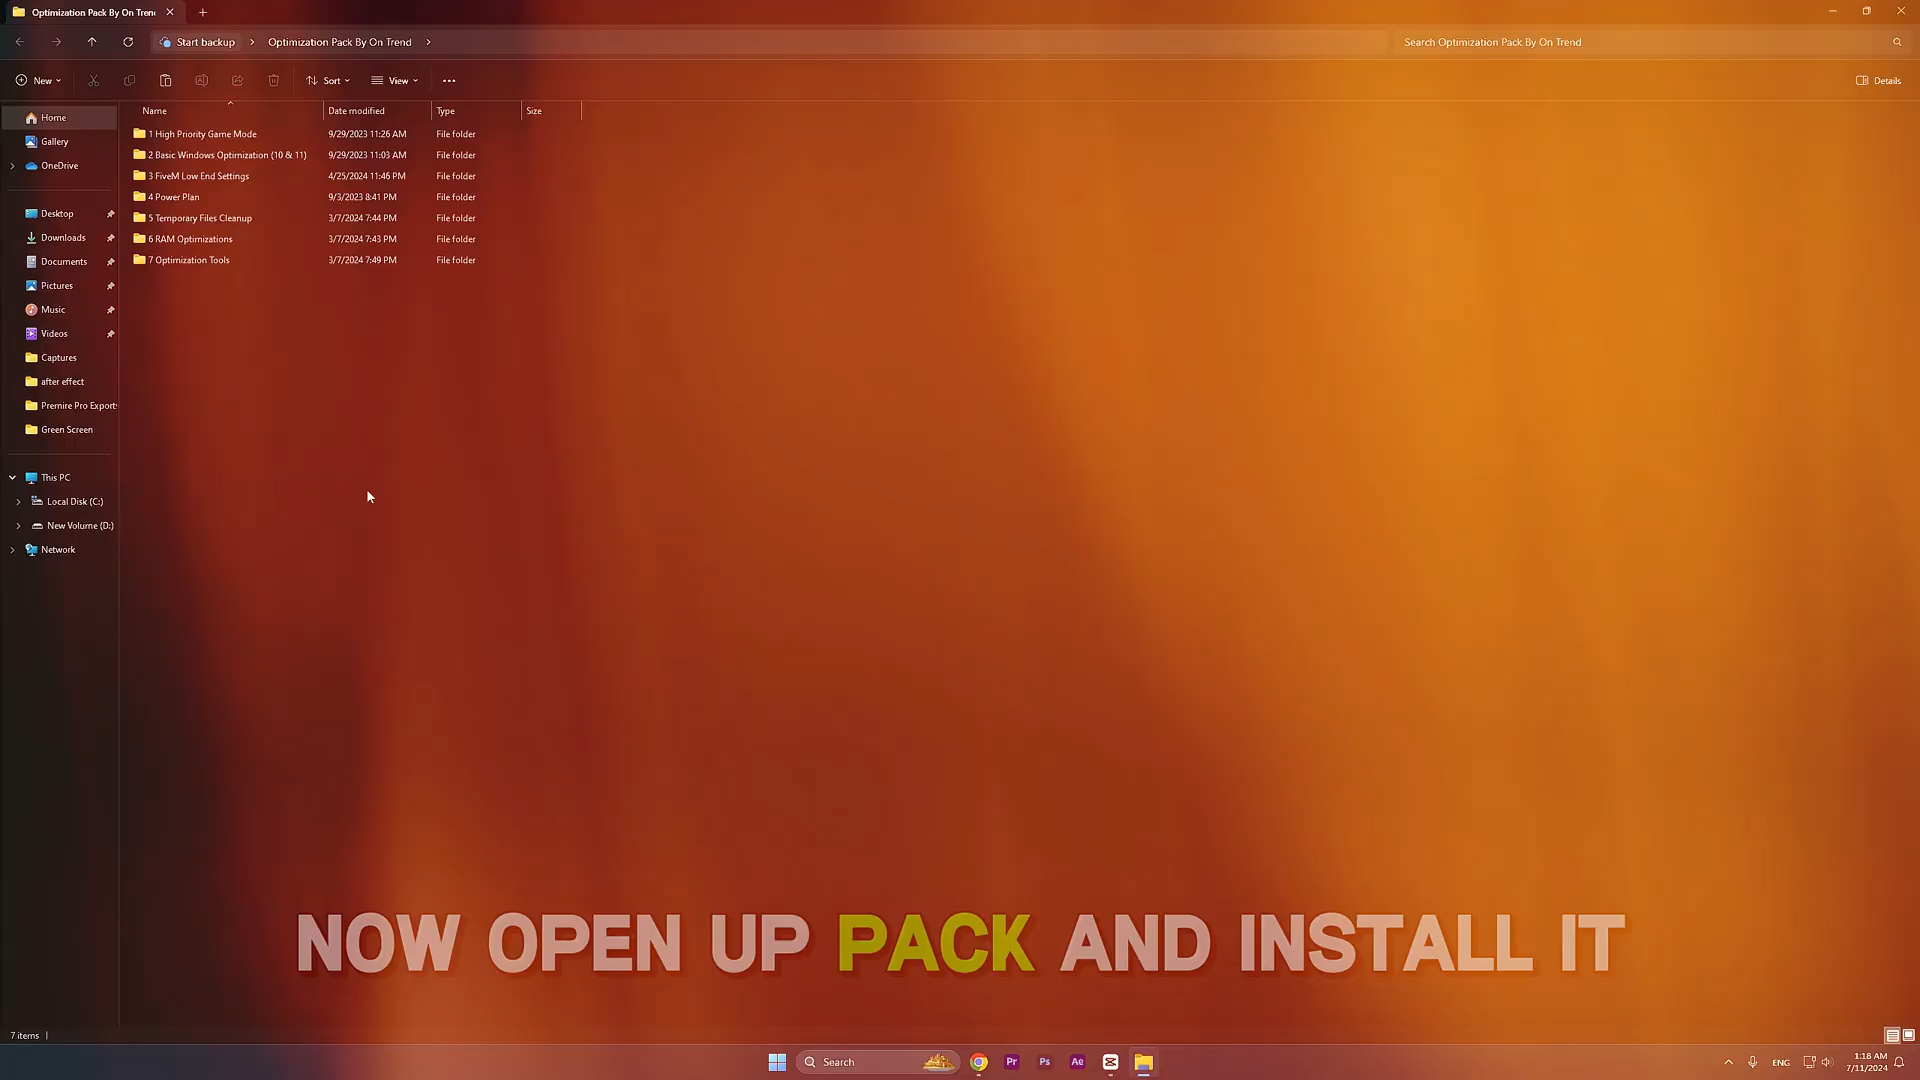 Optimization Pack By On Tren
Start backup > Optimization Pack By On Trend >
Search Optimization Pack By On Trend
New
Sort
View
Details
Name Date modified Type Size
1 High Priority Game Mode 9/29/2023 11:26 AM File folder
2 Basic Windows Optimization (10 & 11) 9/29/2023 11:03 AM File folder
3 FiveM Low End Settings 4/25/2024 11:46 PM File folder
4 Power Plan 9/3/2023 8:41 PM File folder
5 Temporary Files Cleanup 3/7/2024 7:44 PM File folder
6 RAM Optimizations 3/7/2024 7:43 PM File folder
7 Optimization Tools 3/7/2024 7:49 PM File folder
Home
Gallery
OneDrive
Desktop
Downloads
Documents
Pictures
Music
Videos
Captures
after effect
Premire Pro Exports
Green Screen
This PC
Local Disk (C:)
New Volume (D:)
Network
NOW OPEN UP PACK AND INSTALL IT
7 items
Search
Pr
Ps
Ae
ENG
1:18 AM
7/11/2024